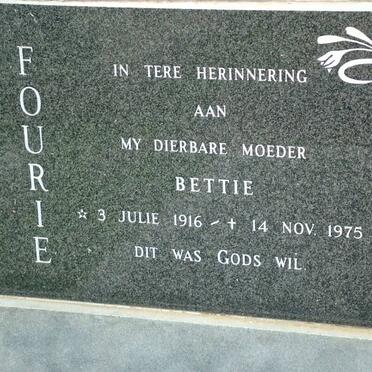 FOURIE
IN TERE HERINNERING
AAN
MY DIERBARE MOEDER
BETTIE
☆ 3 JULIE 1916 ~ ✝ 14 NOV. 1975
DIT WAS GODS WIL.